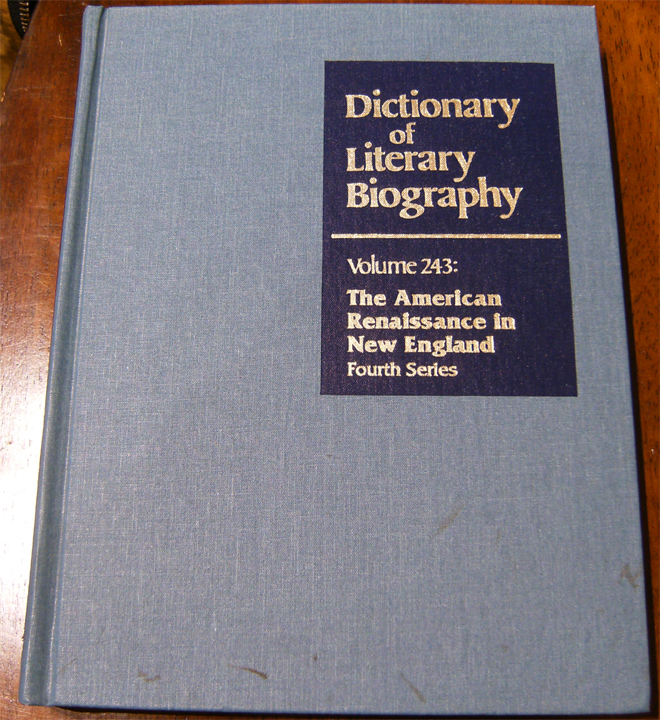 Dictionary
of
Literary
Biography
Volume 243:
The American
Renaissance in
New England
Fourth Series